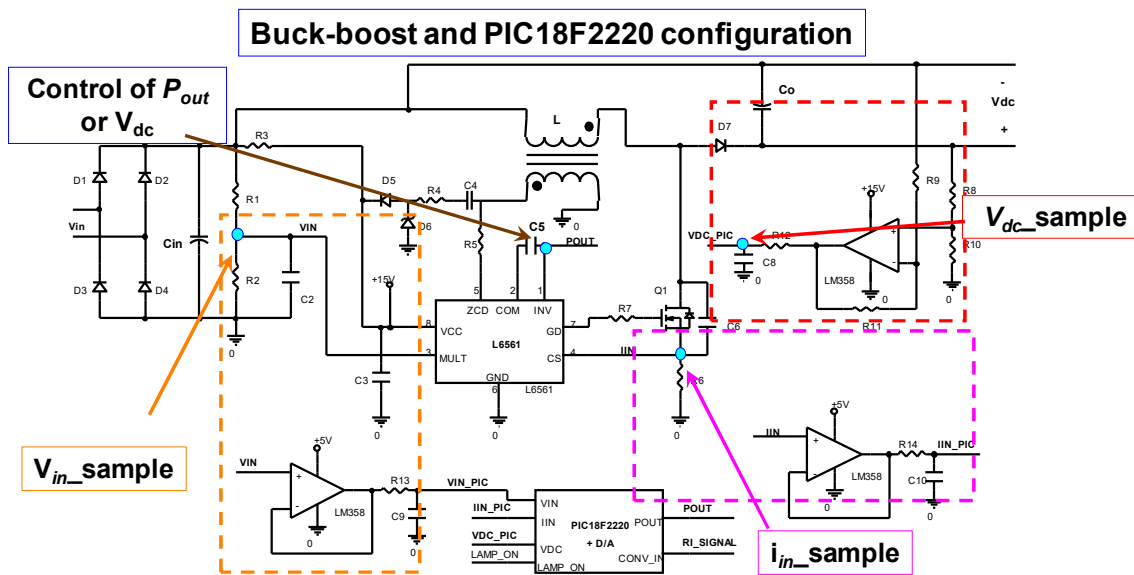 Buck-boost and PIC18F2220 configuration
Control of Pout
or Vdc
Co
-
Vdc
+
L
D7
R3
D1
D2
R1
D5
R4
C4
R9
R8
+15V
Vin
Cin
VIN
D6
C5
POUT
VDC_PIC
R12
Vdc_sample
0
R5
+
R10
-
C8
LM358
0
0
0
D3
D4
R2
C2
+15V
Q1
R11
5
2
1
ZCD
COM
INV
R7
C6
0
8
VCC
GD
7
L6561
IIN
3
MULT
CS
4
R6
C3
GND
6
L6561
0
0
0
+5V
Vin_sample
+5V
IIN
+
R14
IIN_PIC
VIN
+
R13
VIN_PIC
-
LM358
C10
-
LM358
C9
IIN_PIC
VIN
PIC18F2220
POUT
POUT
0
0
IIN
+ D/A
0
0
VDC_PIC
VDC
RI_SIGNAL
LAMP_ON
LAMP_ON
CONV_IN
iin_sample